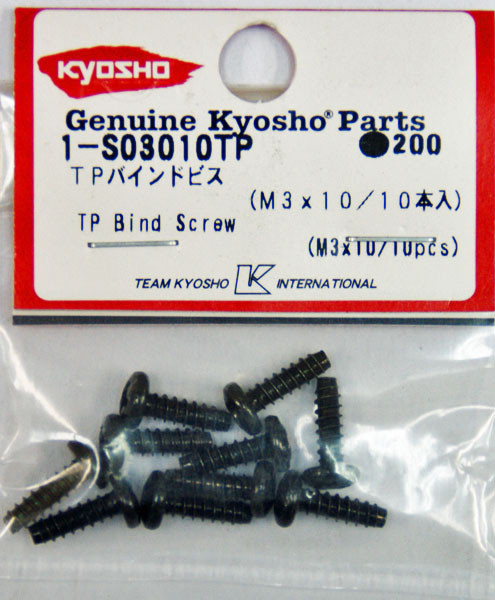 KYOSHO
Genuine Kyosho® Parts
1-S03010TP ●200
TPバインドビス
(M3x10/10本入)
TP Bind Screw
(M3x10/10pcs)
TEAM KYOSHO K INTERNATIONAL